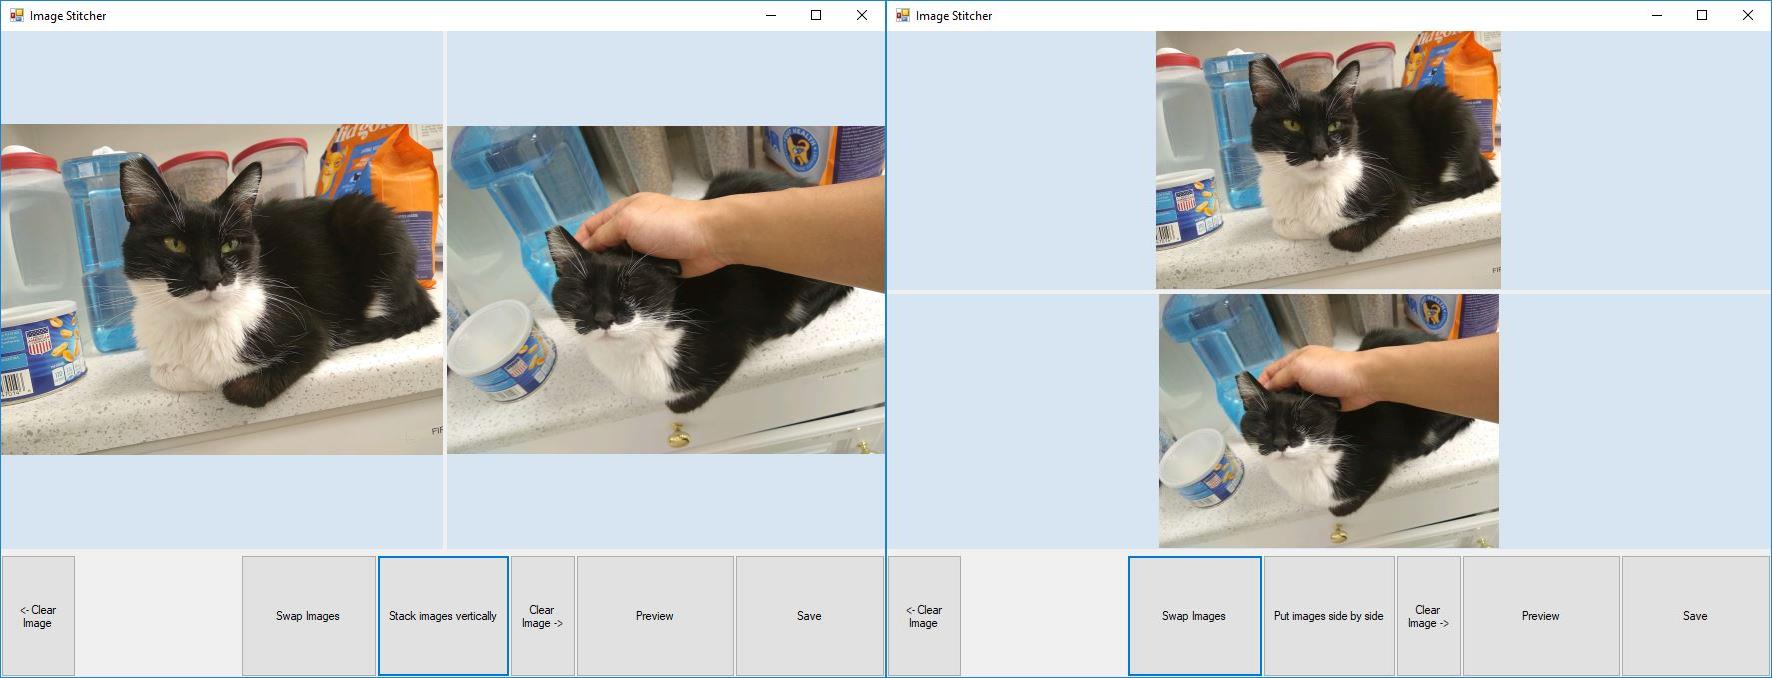 Image Stitcher
<- Clear
Image
Swap Images
Stack images vertically
Clear
Image ->
Preview
Save
Image Stitcher
<- Clear
Image
Swap Images
Put images side by side
Clear
Image ->
Preview
Save